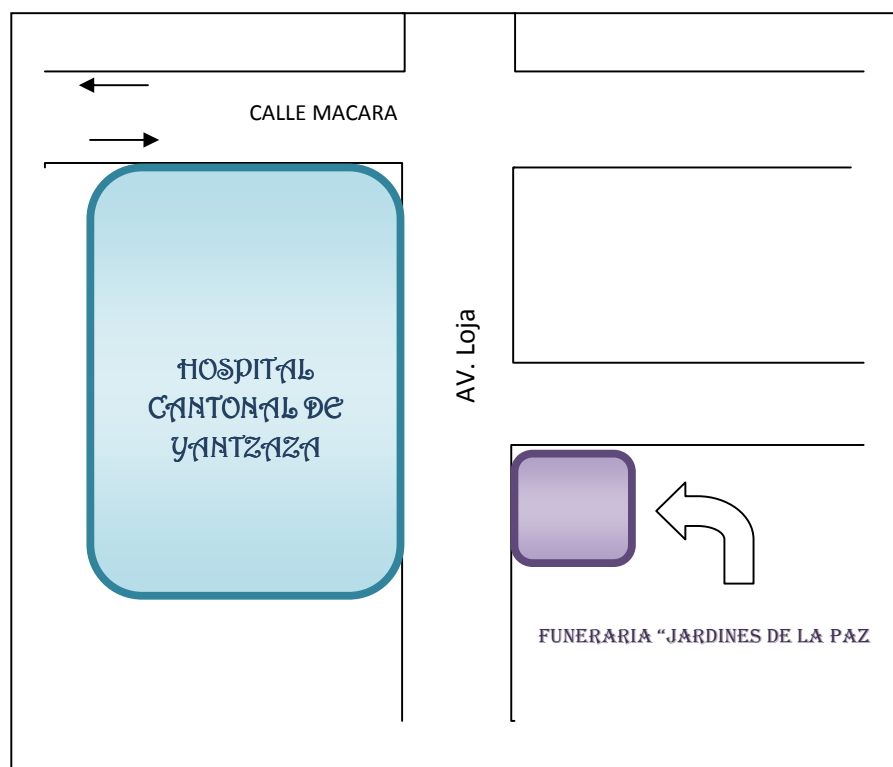 CALLE MACARA
AV. Loja
HOSPITAL
CANTONAL DE
YANTZAZA
FUNERARIA “JARDINES DE LA PAZ